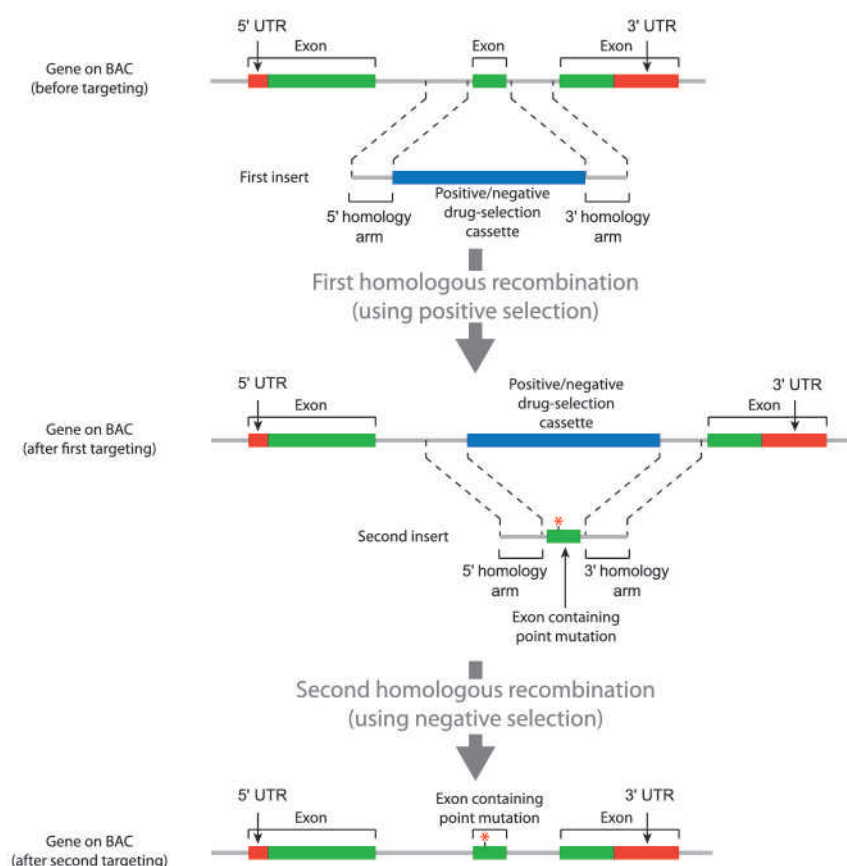 5' UTR
3' UTR
Exon
Exon
Exon
Gene on BAC
(before targeting)
First insert
5' homology
arm
Positive/negative
drug-selection
cassette
3' homology
arm
First homologous recombination
(using positive selection)
5' UTR
Positive/negative
drug-selection
cassette
3' UTR
Exon
Exon
Gene on BAC
(after first targeting)
*
Second insert
5' homology
arm
3' homology
arm
Exon containing
point mutation
Second homologous recombination
(using negative selection)
5' UTR
Exon containing
point mutation
3' UTR
Exon
Exon
*
Gene on BAC
(after second targeting)